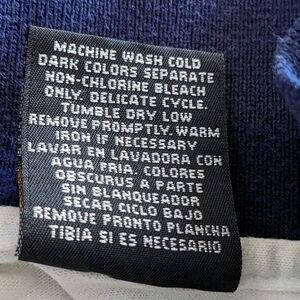 MACHINE WASH COLD
DARK COLORS SEPARATE
NON-CHLORINE BLEACH
ONLY. DELICATE CYCLE.
TUMBLE DRY LOW
REMOVE PROMPTLY. WARM
IRON IF NECESSARY
LAVAR EN LAVADORA CON
AGUA FRIA. COLORES
OBSCURUS A PARTE
SIN BLANQUEADOR
SECAR CICLO BAJO
REMOVE PRONTO PLANCHA
TIBIA SI ES NECESARIO